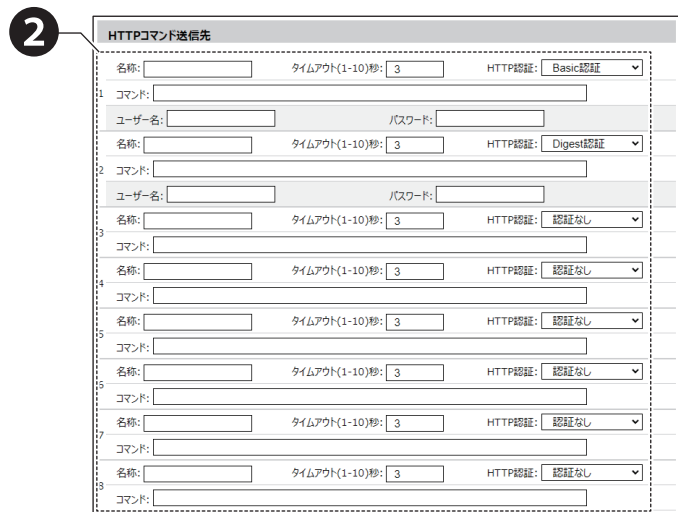 2
HTTPコマンド送信先
名称: タイムアウト(1-10)秒: 3 HTTP認証: Basic認証
1 コマンド:
ユーザー名: パスワード:
名称: タイムアウト(1-10)秒: 3 HTTP認証: Digest認証
2 コマンド:
ユーザー名: パスワード:
名称: タイムアウト(1-10)秒: 3 HTTP認証: 認証なし
3
コマンド:
名称: タイムアウト(1-10)秒: 3 HTTP認証: 認証なし
4
コマンド:
名称: タイムアウト(1-10)秒: 3 HTTP認証: 認証なし
5
コマンド:
名称: タイムアウト(1-10)秒: 3 HTTP認証: 認証なし
6
コマンド:
名称: タイムアウト(1-10)秒: 3 HTTP認証: 認証なし
7
コマンド:
名称: タイムアウト(1-10)秒: 3 HTTP認証: 認証なし
8
コマンド: